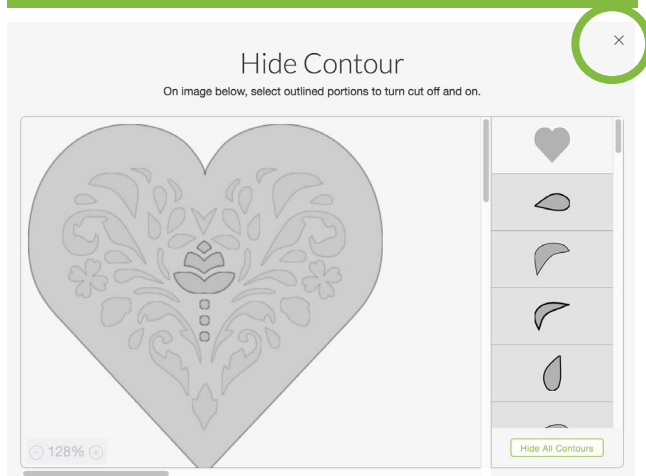 Hide Contour
On image below, select outlined portions to turn cut off and on.
128%
Hide All Contours